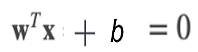 wᵀx + b = 0